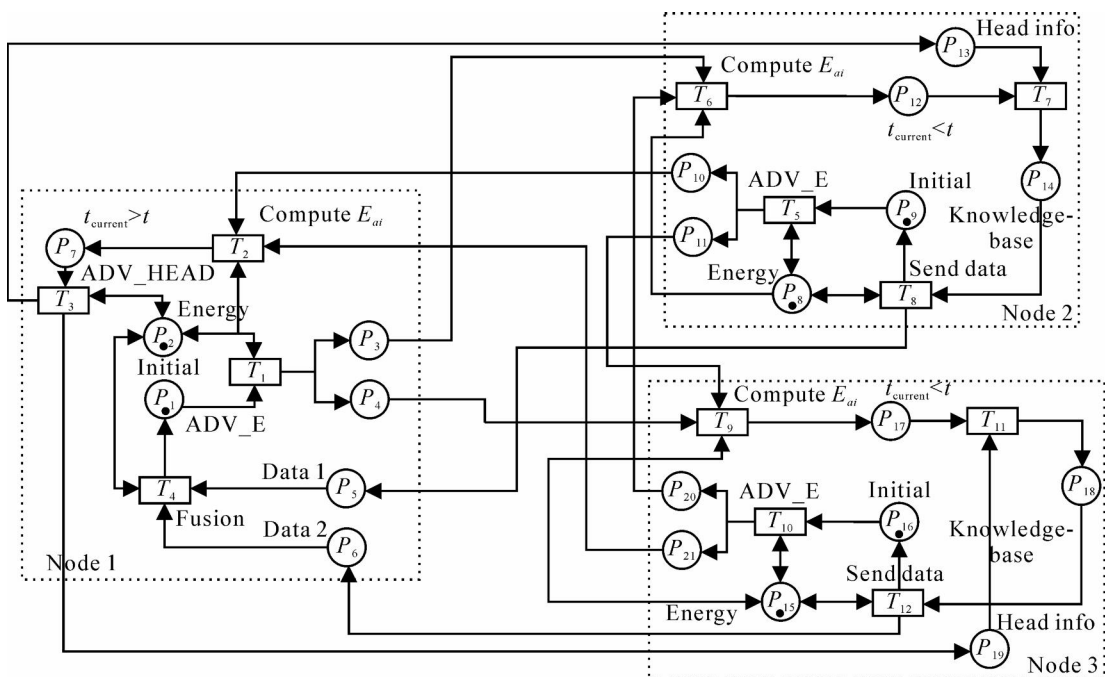 P13
Head info
Compute Eai
T6
P12
T7
tcurrent<t
P10
ADV_E
Initial
P14
T5
P9
Knowledge-
base
P11
Energy
Send data
P8
T8
Node 2
tcurrent>t
Compute Eai
P7
T2
ADV_HEAD
T3
Energy
P2
P3
Initial
T1
P1
P4
ADV_E
Data 1
T4
P5
Fusion
Data 2
P6
Node 1
Compute Eai
tcurrent<t
T9
P17
T11
P20
ADV_E
Initial
P18
T10
P16
Knowledge-
base
P21
Send data
Energy
P15
T12
Head info
P19
Node 3